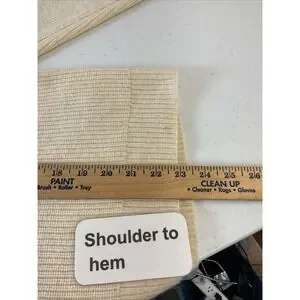 18 19 20 21 22 23 24 25 26
PAINT CLEAN UP
Brush • Roller • Tray • Cleaner • Rags • Gloves
Shoulder to
hem